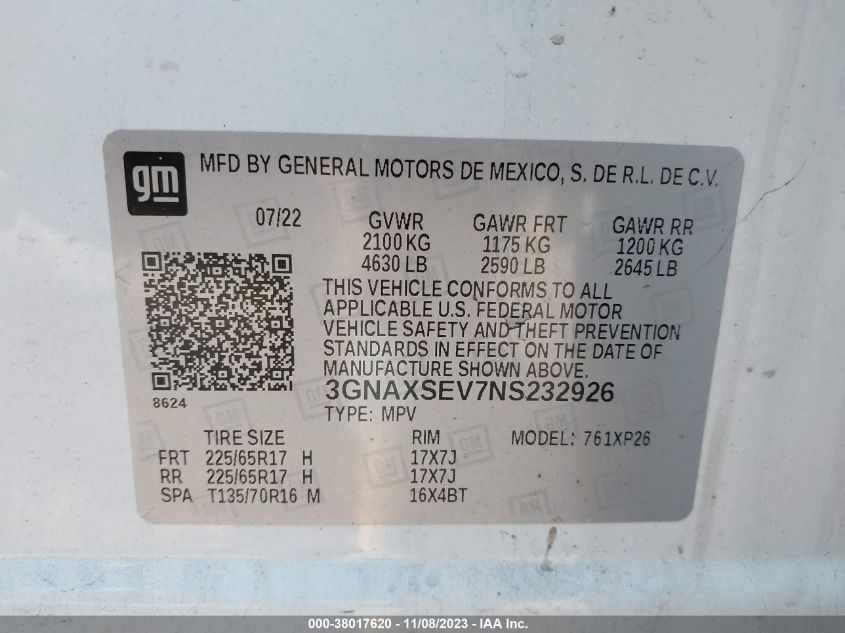 gm
MFD BY GENERAL MOTORS DE MEXICO, S. DE R.L. DE C.V.
07/22 GVWR GAWR FRT GAWR RR
2100 KG 1175 KG 1200 KG
4630 LB 2590 LB 2645 LB
THIS VEHICLE CONFORMS TO ALL
APPLICABLE U.S. FEDERAL MOTOR
VEHICLE SAFETY AND THEFT PREVENTION
STANDARDS IN EFFECT ON THE DATE OF
MANUFACTURE SHOWN ABOVE.
8624
3GNAXSEV7NS232926
TYPE: MPV
TIRE SIZE RIM MODEL: 761XP26
FRT 225/65R17 H 17X7J
RR 225/65R17 H 17X7J
SPA T135/70R16 M 16X4BT
000-38017620 - 11/08/2023 - IAA Inc.